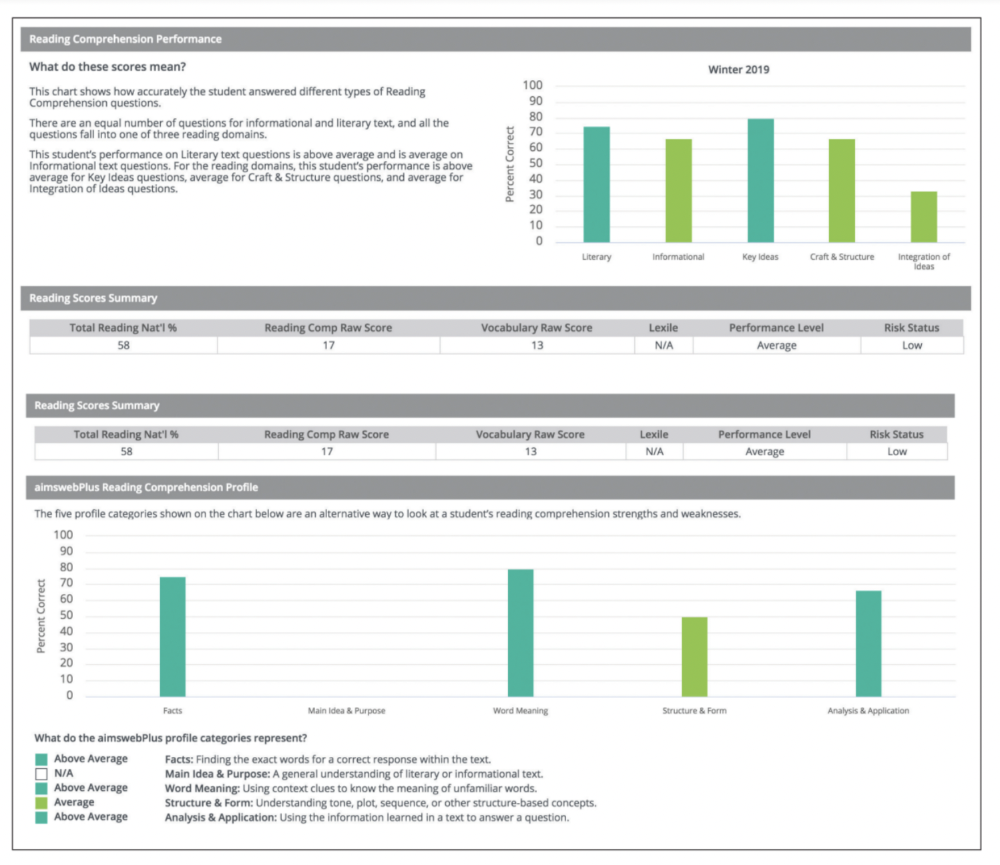 Reading Comprehension Performance
What do these scores mean?
This chart shows how accurately the student answered different types of Reading
Comprehension questions.
There are an equal number of questions for informational and literary text, and all the
questions fall into one of three reading domains.
This student's performance on Literary text questions is above average and is average on
Informational text questions. For the reading domains, this student's performance is above
average for Key Ideas questions, average for Craft & Structure questions, and average for
Integration of Ideas questions.
Winter 2019
Percent Correct
100
90
80
70
60
50
40
30
20
10
0
Literary Informational Key Ideas Craft & Structure Integration of
Ideas
Reading Scores Summary
Total Reading Nat'l % Reading Comp Raw Score Vocabulary Raw Score Lexile Performance Level Risk Status
58 17 13 N/A Average Low
Reading Scores Summary
Total Reading Nat'l % Reading Comp Raw Score Vocabulary Raw Score Lexile Performance Level Risk Status
58 17 13 N/A Average Low
aimswebPlus Reading Comprehension Profile
The five profile categories shown on the chart below are an alternative way to look at a student's reading comprehension strengths and weaknesses.
Percent Correct
100
90
80
70
60
50
40
30
20
10
0
Facts Main Idea & Purpose Word Meaning Structure & Form Analysis & Application
What do the aimswebPlus profile categories represent?
Above Average Facts: Finding the exact words for a correct response within the text.
N/A Main Idea & Purpose: A general understanding of literary or informational text.
Above Average Word Meaning: Using context clues to know the meaning of unfamiliar words.
Average Structure & Form: Understanding tone, plot, sequence, or other structure-based concepts.
Above Average Analysis & Application: Using the information learned in a text to answer a question.